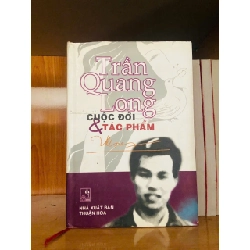 Trần
Quang
Long
CUỘC ĐỜI
& TÁC PHẨM
NHÀ XUẤT BẢN
THUẬN HÓA